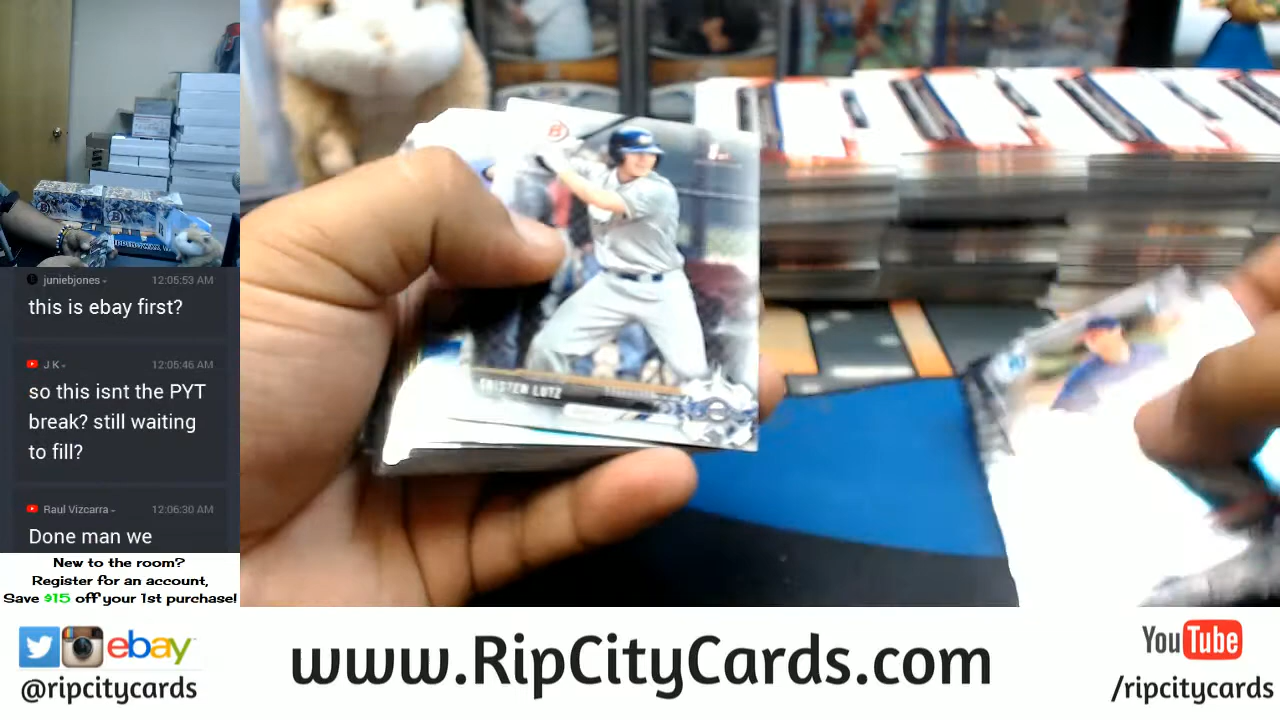 juniebjones
12:05:53 AM
this is ebay first?
J K
12:05:46 AM
so this isnt the PYT
break? still waiting
to fill?
Raul Vizcarra
12:06:30 AM
Done man we
New to the room?
Register for an account,
Save $15 off your 1st purchase!
TRISTEN LUTZ
ebay
@ripcitycards
www.RipCityCards.com
YouTube
/ripcitycards